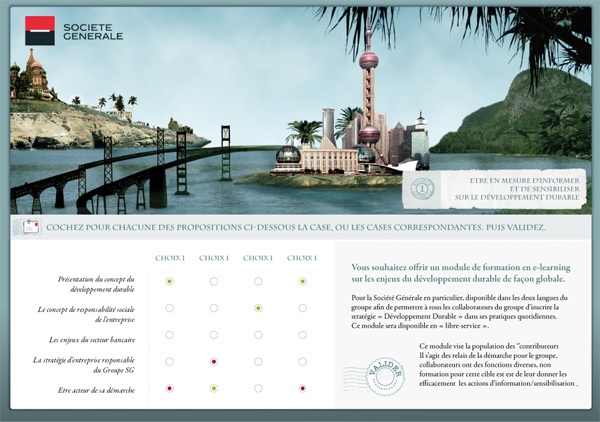 SOCIETE
GENERALE
1
ETRE EN MESURE D'INFORMER
ET DE SENSIBILISER
SUR LE DÉVELOPPEMENT DURABLE
COCHEZ POUR CHACUNE DES PROPOSITIONS CI-DESSOUS LA CASE, OU LES CASES CORRESPONDANTES. PUIS VALIDEZ.
CHOIX 1 CHOIX 1 CHOIX 1 CHOIX 1
Présentation du concept du
développement durable
Le concept de responsabilité sociale
de l'entreprise
Les enjeux du secteur bancaire
La stratégie d'entreprise responsable
du Groupe SG
Etre acteur de sa démarche
Vous souhaitez offrir un module de formation en e-learning
sur les enjeux du développement durable de façon globale.
Pour la Société Générale en particulier, disponible dans les deux langues du
groupe afin de permettre à tous les collaborateurs du groupe d'inscrire la
stratégie « Développement Durable » dans ses pratiques quotidiennes.
Ce module sera disponible en « libre-service ».
VALIDER
Ce module vise la population des "contributeurs
Il s'agit des relais de la démarche pour le groupe,
collaborateurs ont des fonctions diverses, non
formation pour cette cible est est de leur donner les
efficacement les actions d'information/sensibilisation .